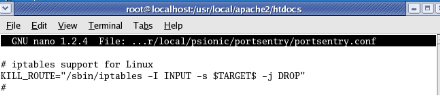 root@localhost:/usr/local/apache2/htdocs
File Edit View Terminal Tabs Help
GNU nano 1.2.4 File: ...r/local/psionic/portsentry/portsentry.conf
# iptables support for Linux
KILL_ROUTE="/sbin/iptables -I INPUT -s $TARGET$ -j DROP"
#